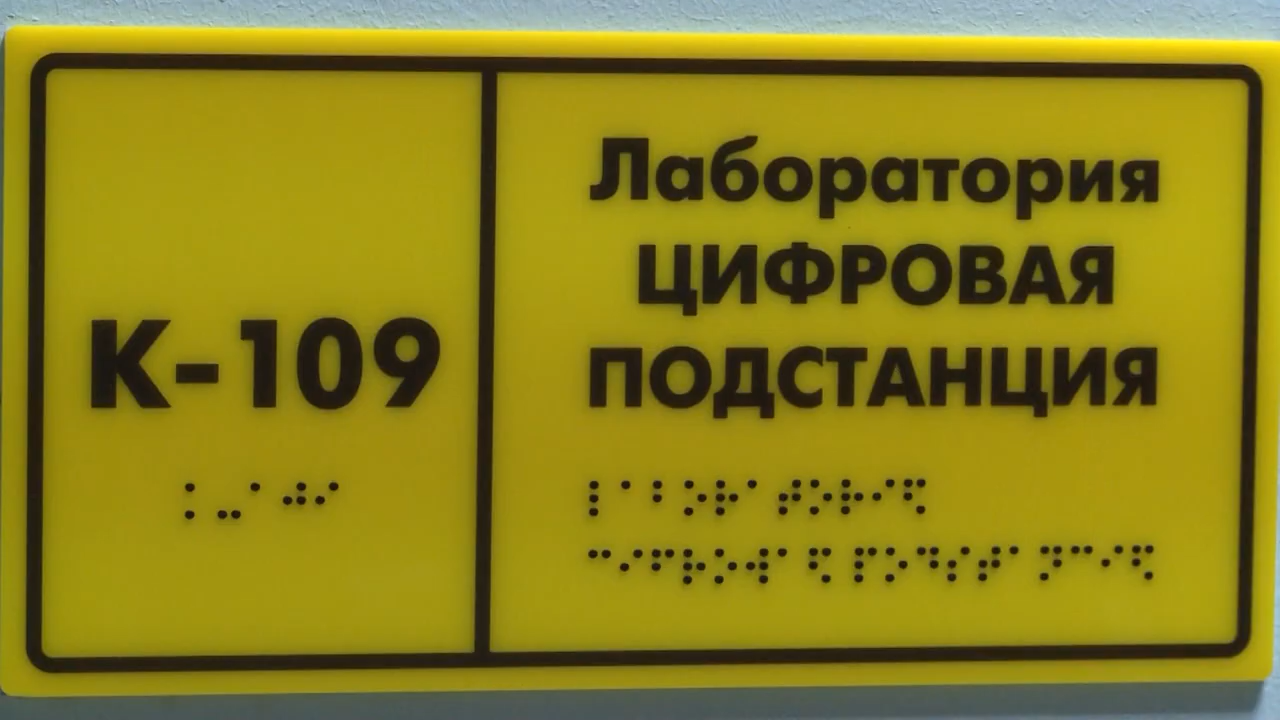 К-109
⠅⠤⠁⠚⠊
Лаборатория
ЦИФРОВАЯ
ПОДСТАНЦИЯ
⠇⠁⠃⠕⠗⠁⠞⠕⠗⠊⠫
⠉⠊⠋⠗⠕⠺⠁⠫ ⠏⠕⠙⠎⠞⠁⠝⠉⠊⠫